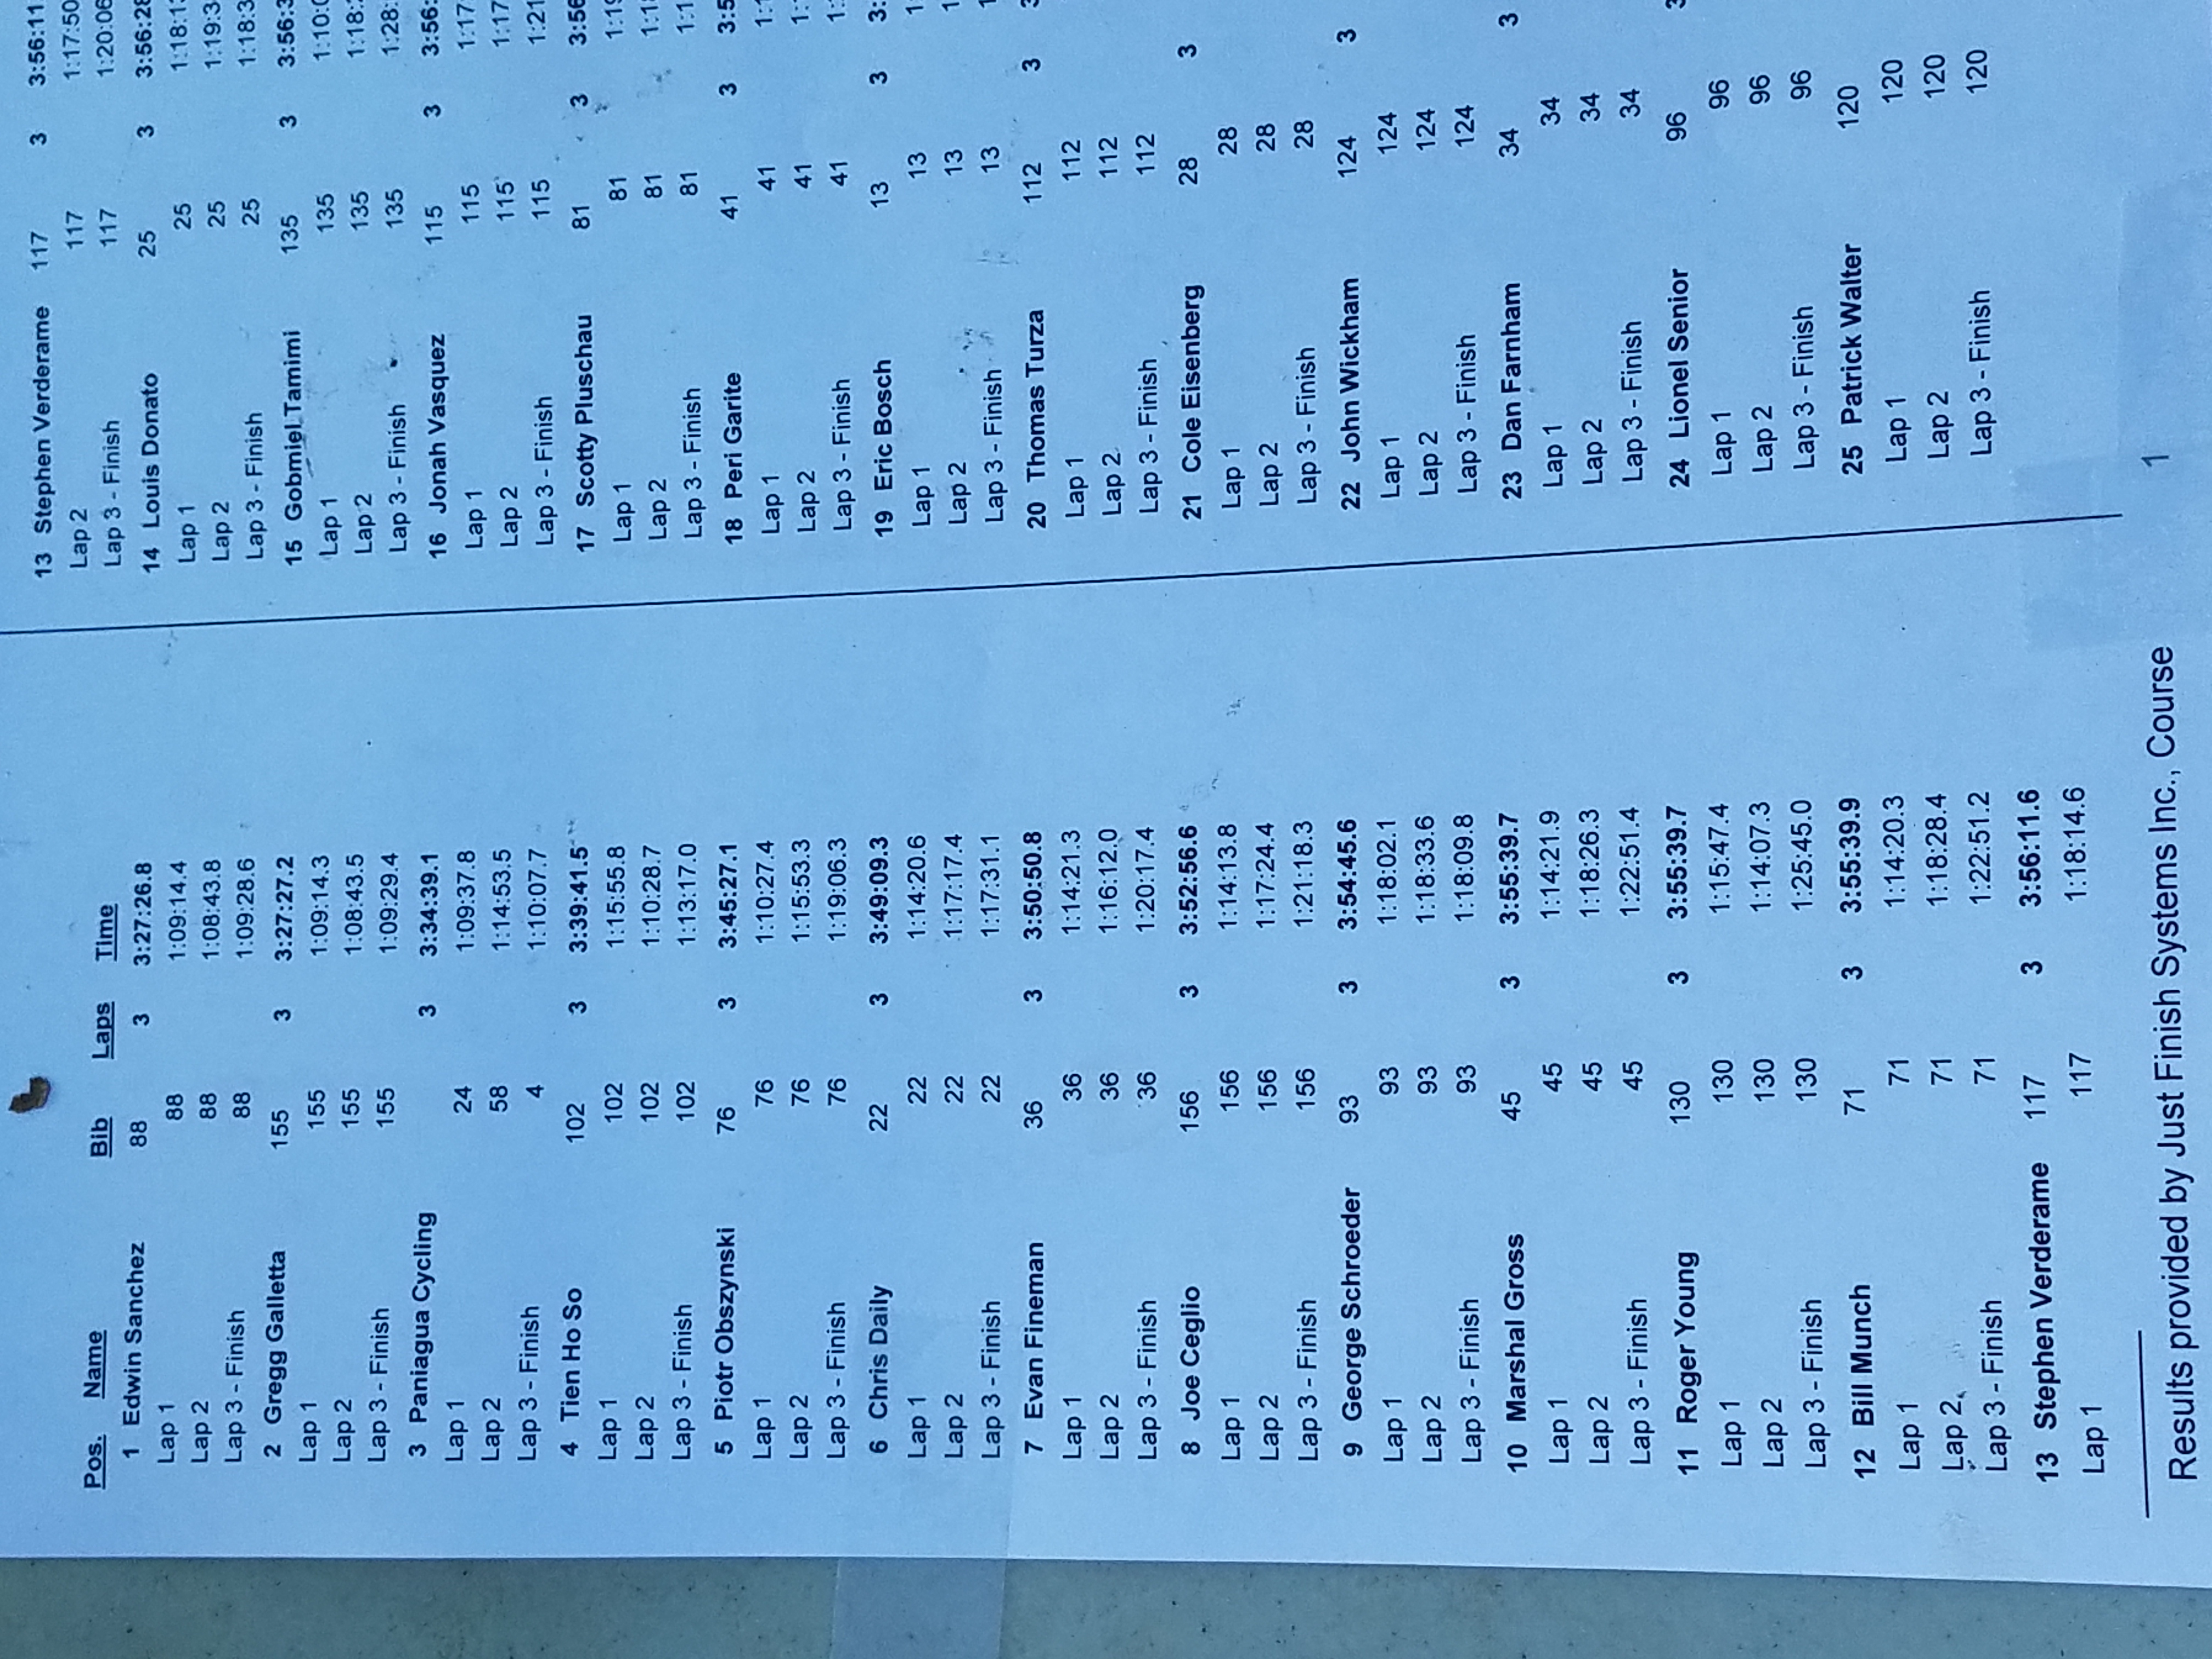 Pos. Name Bib Laps Time
1 Edwin Sanchez 88 3 3:27:26.8
Lap 1 88 1:09:14.4
Lap 2 88 1:08:43.8
Lap 3 - Finish 88 1:09:28.6
2 Gregg Galletta 155 3 3:27:27.2
Lap 1 155 1:09:14.3
Lap 2 155 1:08:43.5
Lap 3 - Finish 155 1:09:29.4
3 Paniagua Cycling 3 3:34:39.1
Lap 1 24 1:09:37.8
Lap 2 58 1:14:53.5
Lap 3 - Finish 4 1:10:07.7
4 Tien Ho So 102 3 3:39:41.5
Lap 1 102 1:15:55.8
Lap 2 102 1:10:28.7
Lap 3 - Finish 102 1:13:17.0
5 Piotr Obszynski 76 3 3:45:27.1
Lap 1 76 1:10:27.4
Lap 2 76 1:15:53.3
Lap 3 - Finish 76 1:19:06.3
6 Chris Daily 22 3 3:49:09.3
Lap 1 22 1:14:20.6
Lap 2 22 1:17:17.4
Lap 3 - Finish 22 1:17:31.1
7 Evan Fineman 36 3 3:50:50.8
Lap 1 36 1:14:21.3
Lap 2 36 1:16:12.0
Lap 3 - Finish 36 1:20:17.4
8 Joe Ceglio 156 3 3:52:56.6
Lap 1 156 1:14:13.8
Lap 2 156 1:17:24.4
Lap 3 - Finish 156 1:21:18.3
9 George Schroeder 93 3 3:54:45.6
Lap 1 93 1:18:02.1
Lap 2 93 1:18:33.6
Lap 3 - Finish 93 1:18:09.8
10 Marshal Gross 45 3 3:55:39.7
Lap 1 45 1:14:21.9
Lap 2 45 1:18:26.3
Lap 3 - Finish 45 1:22:51.4
11 Roger Young 130 3 3:55:39.7
Lap 1 130 1:15:47.4
Lap 2 130 1:14:07.3
Lap 3 - Finish 130 1:25:45.0
12 Bill Munch 71 3 3:55:39.9
Lap 1 71 1:14:20.3
Lap 2 71 1:18:28.4
Lap 3 - Finish 71 1:22:51.2
13 Stephen Verderame 117 3 3:56:11.6
Lap 1 117 1:18:14.6
13 Stephen Verderame 117 3 3:56:11
Lap 2 117 1:17:50
Lap 3 - Finish 117 1:20:06
14 Louis Donato 25 3 3:56:28
Lap 1 25 1:18:1
Lap 2 25 1:19:3
Lap 3 - Finish 25 1:18:3
15 Gobmiel Tamimi 135 3 3:56:3
Lap 1 135 1:10:
Lap 2 135 1:18:
Lap 3 - Finish 135 1:28:
16 Jonah Vasquez 115 3 3:56:
Lap 1 115 1:17
Lap 2 115 1:17
Lap 3 - Finish 115 1:21
17 Scotty Pluschau 81 3 3:56
Lap 1 81 1:19
Lap 2 81 1:1
Lap 3 - Finish 81 1:1
18 Peri Garite 41 3 3:5
Lap 1 41 1:
Lap 2 41 1:
Lap 3 - Finish 41 1:
19 Eric Bosch 13 3 3:
Lap 1 13 1
Lap 2 13 1
Lap 3 - Finish 13 1
20 Thomas Turza 112 3 3
Lap 1 112
Lap 2 112
Lap 3 - Finish 112
21 Cole Eisenberg 28 3
Lap 1 28
Lap 2 28
Lap 3 - Finish 28
22 John Wickham 124 3
Lap 1 124
Lap 2 124
Lap 3 - Finish 124
23 Dan Farnham 34 3
Lap 1 34
Lap 2 34
Lap 3 - Finish 34
24 Lionel Senior 96 3
Lap 1 96
Lap 2 96
Lap 3 - Finish 96
25 Patrick Walter 120
Lap 1 120
Lap 2 120
Lap 3 - Finish 120
Results provided by Just Finish Systems Inc., Course 1